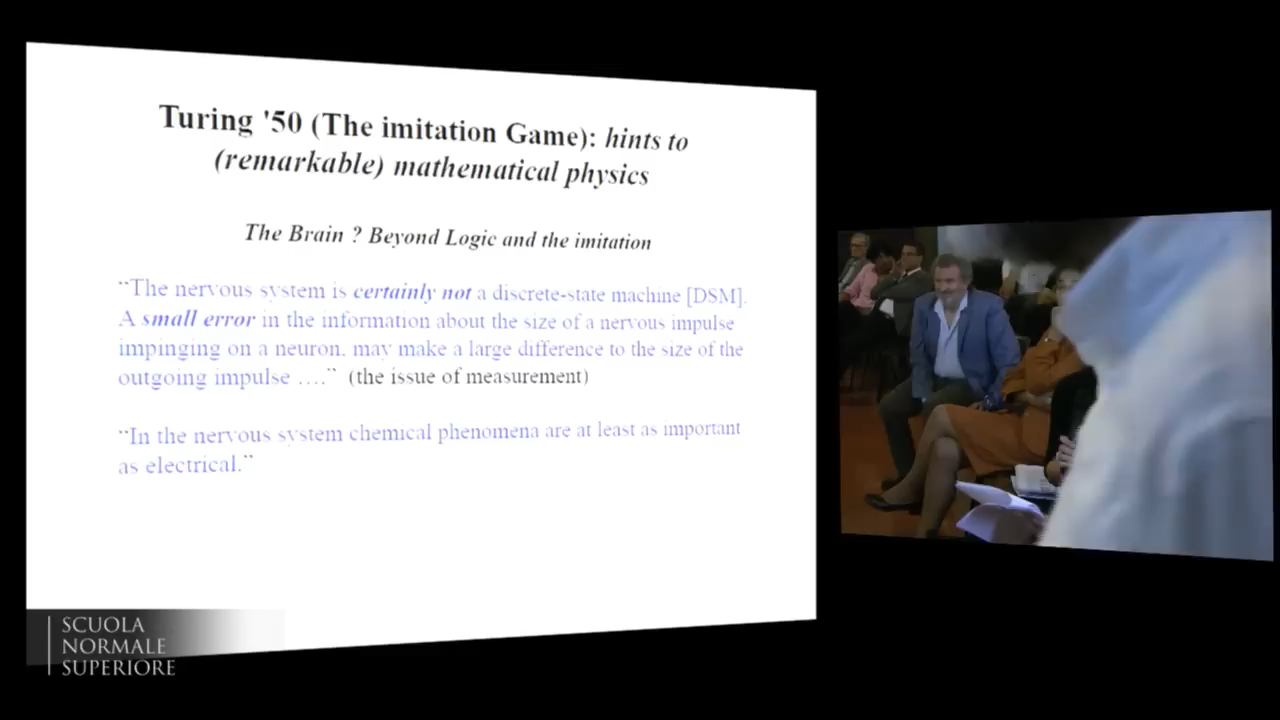 Turing '50 (The imitation Game): hints to
(remarkable) mathematical physics
The Brain ? Beyond Logic and the imitation
“The nervous system is certainly not a discrete-state machine [DSM].
A small error in the information about the size of a nervous impulse
impinging on a neuron, may make a large difference to the size of the
outgoing impulse ….” (the issue of measurement)
“In the nervous system chemical phenomena are at least as important
as electrical.”
SCUOLA
NORMALE
SUPERIORE